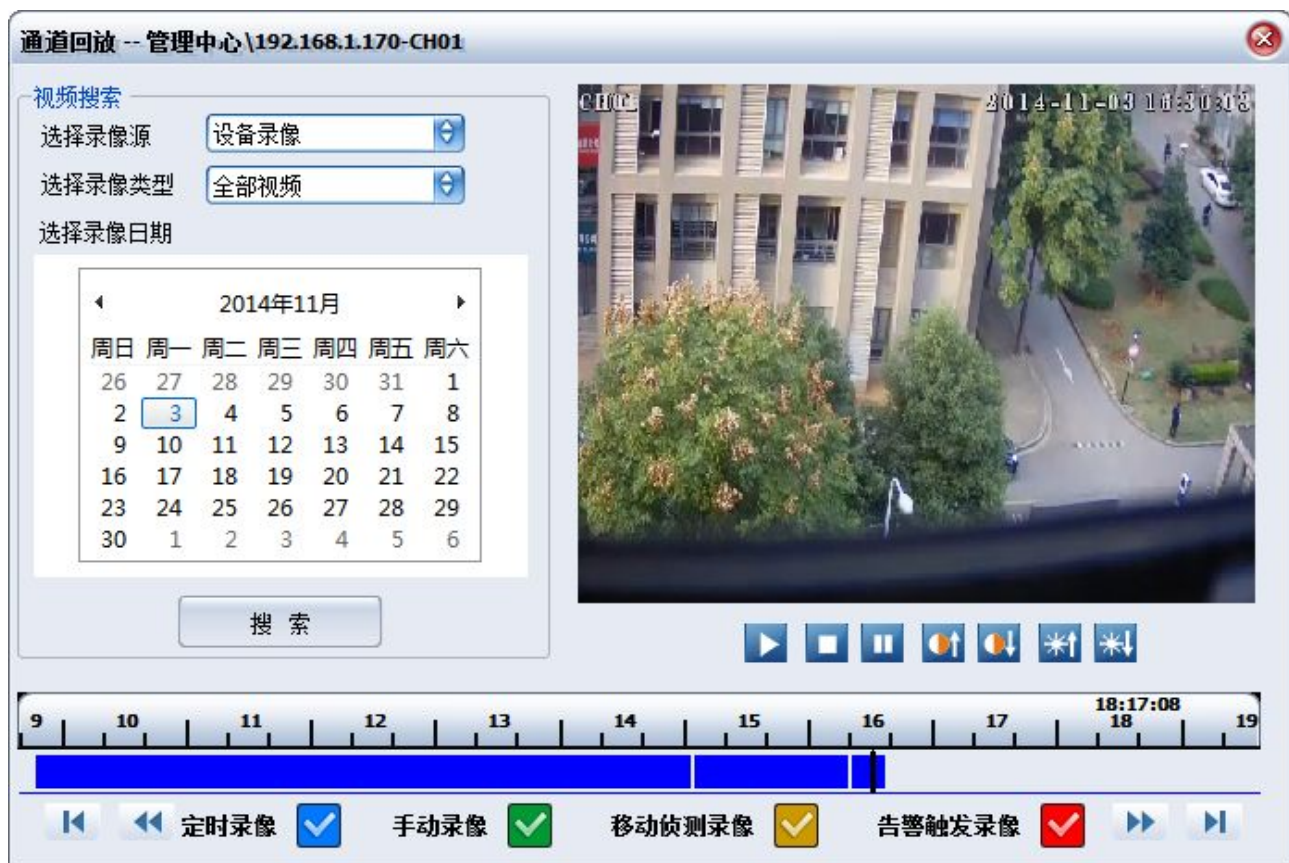 通道回放 -- 管理中心\192.168.1.170-CH01
视频搜索
选择录像源 设备录像
选择录像类型 全部视频
选择录像日期
2014年11月
周日 周一 周二 周三 周四 周五 周六
26 27 28 29 30 31 1
2 3 4 5 6 7 8
9 10 11 12 13 14 15
16 17 18 19 20 21 22
23 24 25 26 27 28 29
30 1 2 3 4 5 6
搜 索
CH01
18:17:08
9 10 11 12 13 14 15 16 17 18 19
定时录像 手动录像 移动侦测录像 告警触发录像